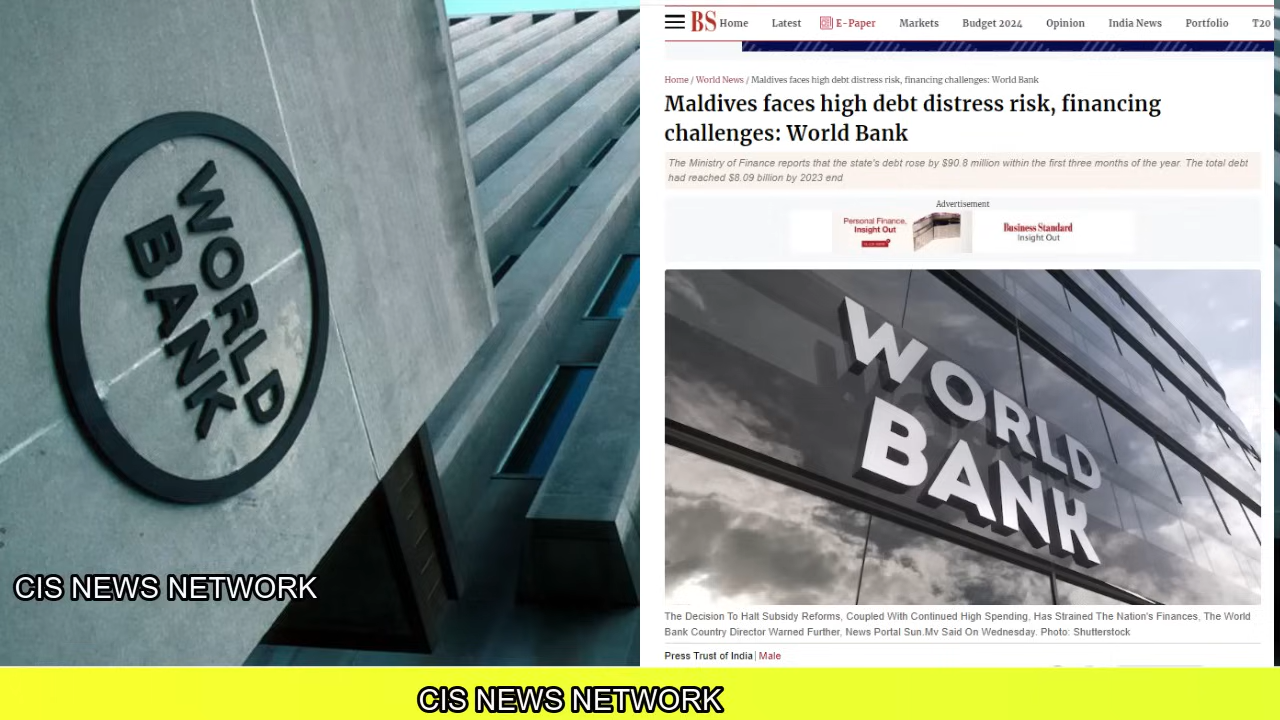 WORLD
BANK
CIS NEWS NETWORK
BS Home Latest E-Paper Markets Budget 2024 Opinion India News Portfolio T20
Home / World News / Maldives faces high debt distress risk, financing challenges: World Bank
Maldives faces high debt distress risk, financing
challenges: World Bank
The Ministry of Finance reports that the state's debt rose by $90.8 million within the first three months of the year. The total debt
had reached $8.09 billion by 2023 end
Advertisement
Personal Finance,
Insight Out
Business Standard
Insight Out
WORLD
BANK
The Decision To Halt Subsidy Reforms, Coupled With Continued High Spending, Has Strained The Nation's Finances, The World
Bank Country Director Warned Further, News Portal Sun.Mv Said On Wednesday. Photo: Shutterstock
Press Trust of India | Male
CIS NEWS NETWORK